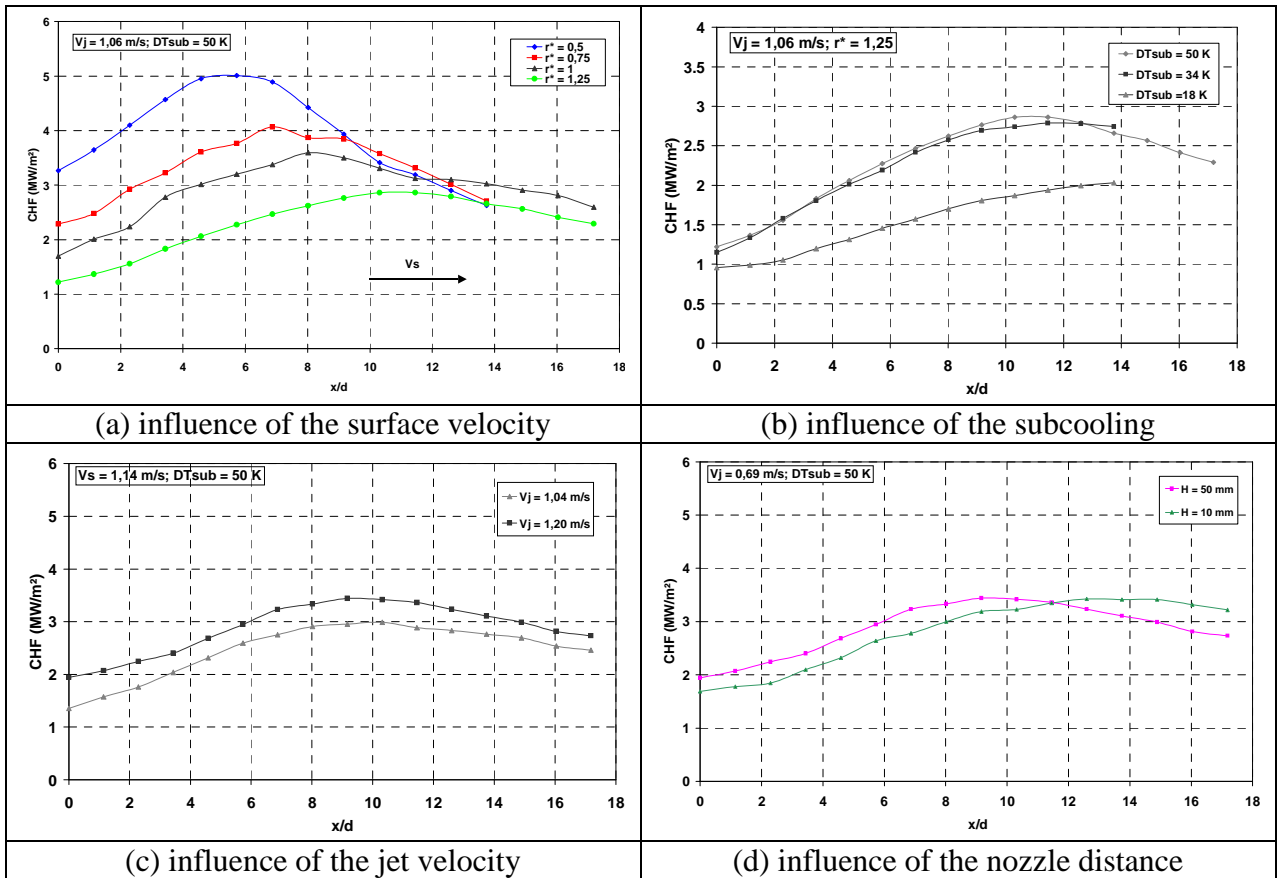 Vj = 1,06 m/s; DTsub = 50 K
r* = 0,5
r* = 0,75
r* = 1
r* = 1,25
CHF (MW/m²)
6
5
4
3
2
1
0
Vs
0 2 4 6 8 10 12 14 16 18
x/d
(a) influence of the surface velocity
Vj = 1,06 m/s; r* = 1,25
DTsub = 50 K
DTsub = 34 K
DTsub =18 K
CHF (MW/m²)
4
3.5
3
2.5
2
1.5
1
0.5
0
0 2 4 6 8 10 12 14 16 18
x/d
(b) influence of the subcooling
Vs = 1,14 m/s; DTsub = 50 K
Vj = 1,04 m/s
Vj = 1,20 m/s
CHF (MW/m²)
6
5
4
3
2
1
0
0 2 4 6 8 10 12 14 16 18
x/d
(c) influence of the jet velocity
Vj = 0,69 m/s; DTsub = 50 K
H = 50 mm
H = 10 mm
CHF (MW/m²)
6
5
4
3
2
1
0
0 2 4 6 8 10 12 14 16 18
x/d
(d) influence of the nozzle distance